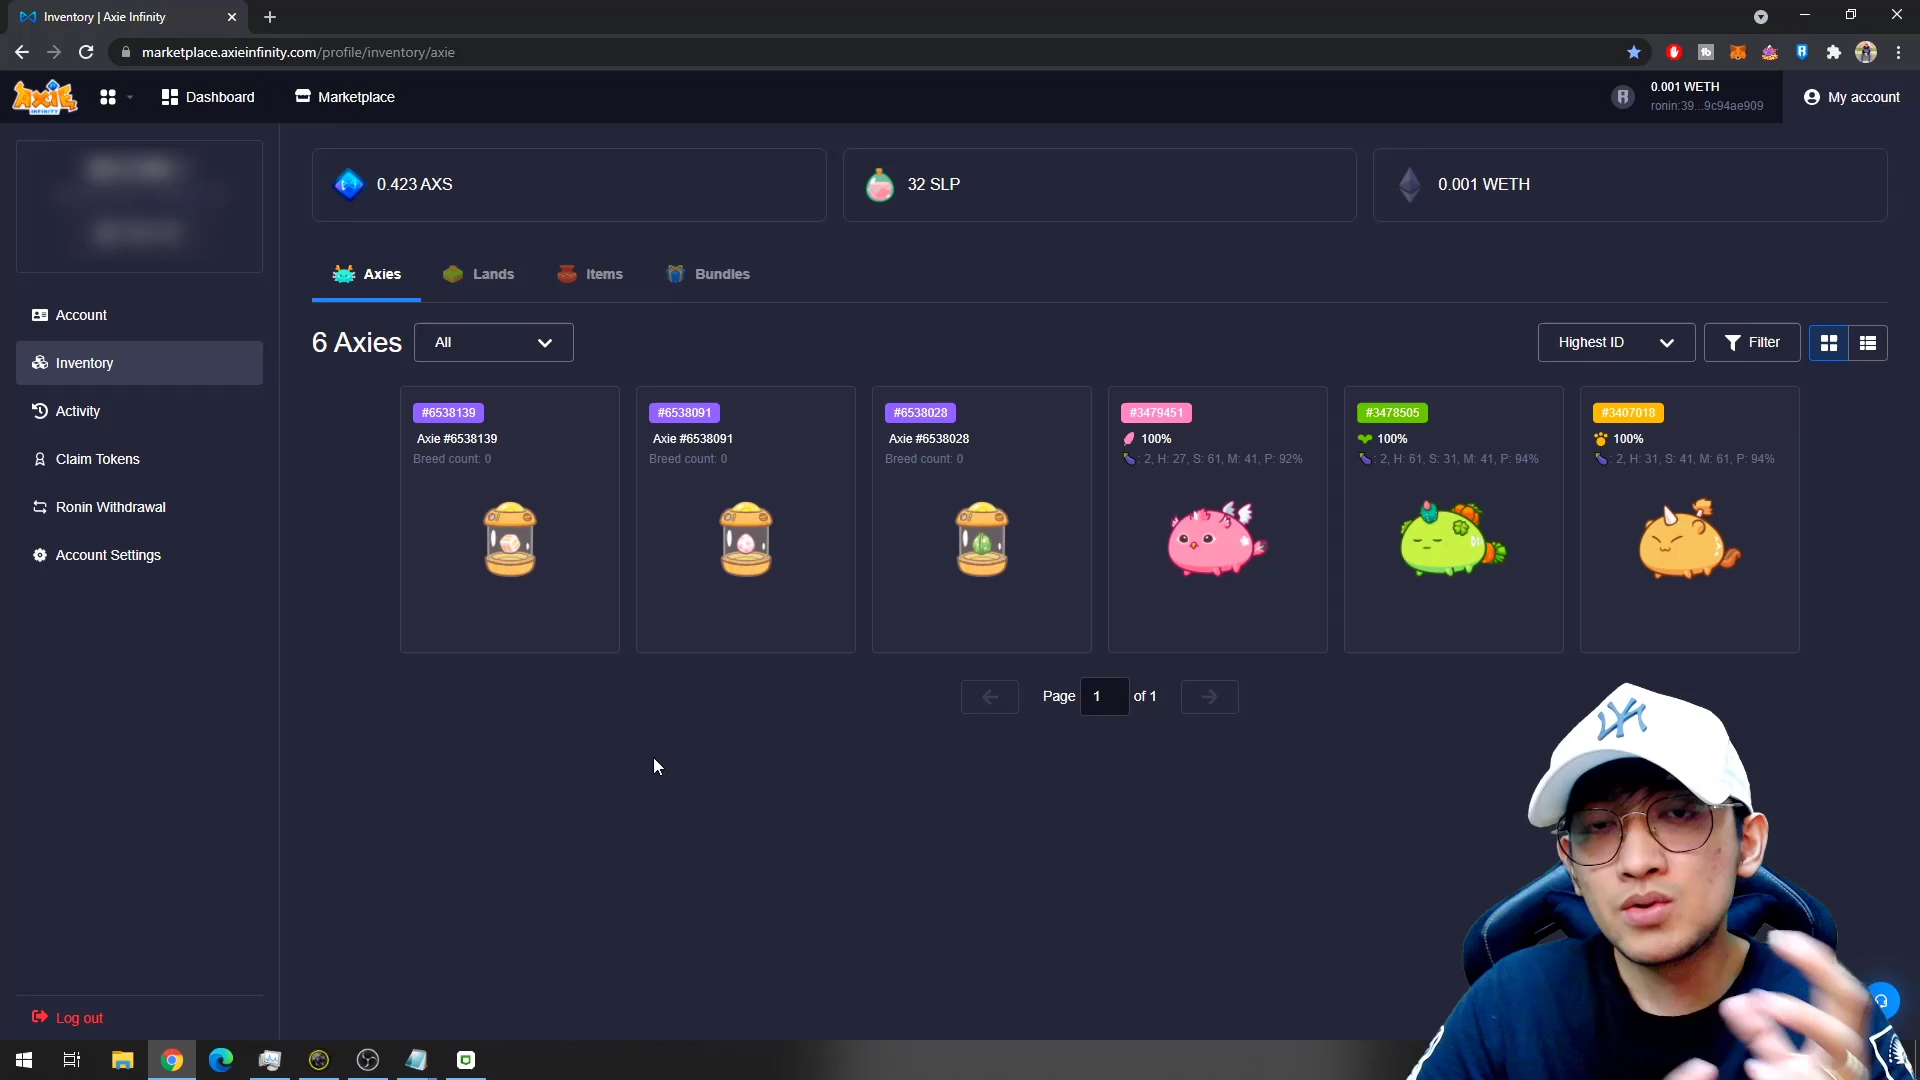 Inventory | Axie Infinity
marketplace.axieinfinity.com/profile/inventory/axie
AXIE
INFINITY
Dashboard
Marketplace
0.001 WETH
ronin:39...9c94ae909
My account
0.423 AXS
32 SLP
0.001 WETH
Axies
Lands
Items
Bundles
Account
Inventory
Activity
Claim Tokens
Ronin Withdrawal
Account Settings
Log out
6 Axies
All
Highest ID
Filter
#6538139
Axie #6538139
Breed count: 0
#6538091
Axie #6538091
Breed count: 0
#6538028
Axie #6538028
Breed count: 0
#3479451
100%
: 2, H: 27, S: 61, M: 41, P: 92%
#3478505
100%
: 2, H: 61, S: 31, M: 41, P: 94%
#3407018
100%
: 2, H: 31, S: 41, M: 61, P: 94%
Page 1 of 1
NY